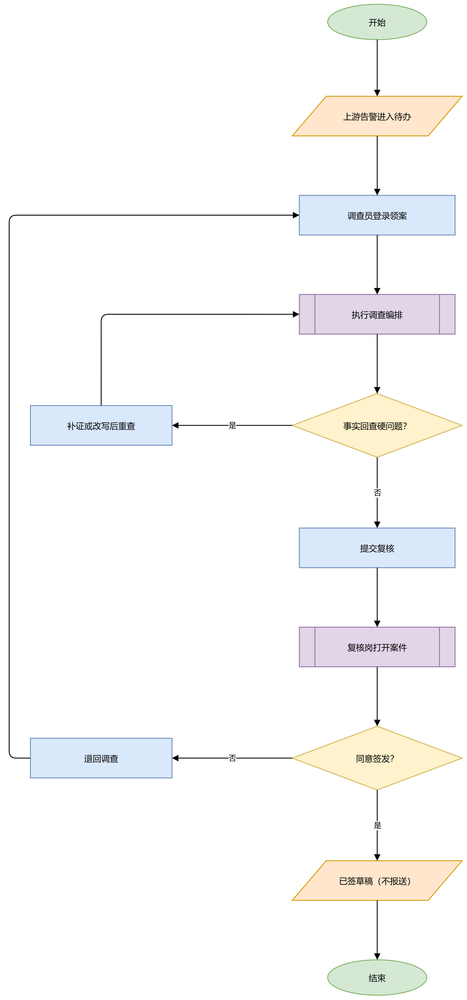 开始
上游告警进入待办
调查员登录领案
执行调查编排
事实回查硬问题?
是
补证或改写后重查
否
提交复核
复核岗打开案件
同意签发?
否
退回调查
是
已签草稿（不报送）
结束